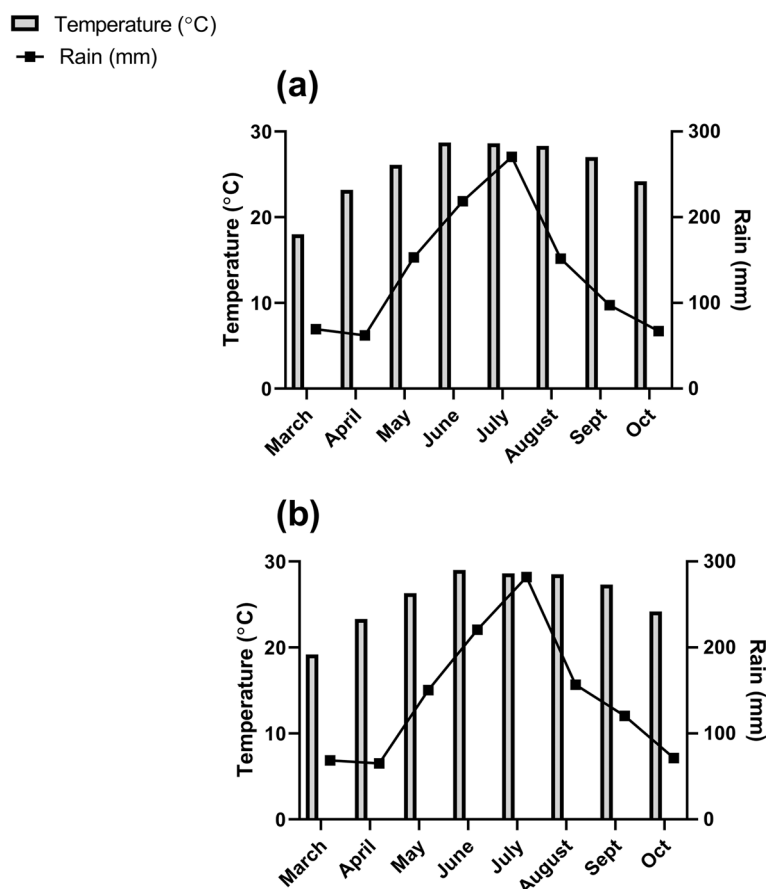 Temperature (°C)
Rain (mm)
(a)
30
20
10
0
Temperature (°C)
300
200
100
0
Rain (mm)
March
April
May
June
July
August
Sept
Oct
(b)
30
20
10
0
Temperature (°C)
300
200
100
0
Rain (mm)
March
April
May
June
July
August
Sept
Oct